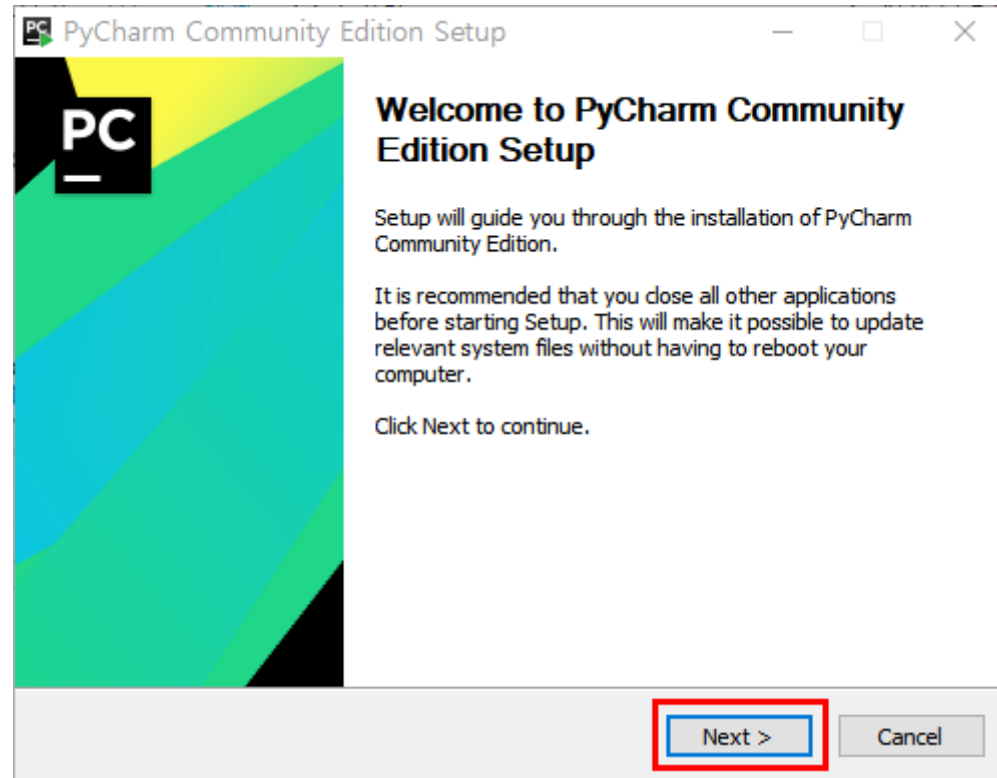 PyCharm Community Edition Setup
PC
Welcome to PyCharm Community
Edition Setup
Setup will guide you through the installation of PyCharm
Community Edition.
It is recommended that you close all other applications
before starting Setup. This will make it possible to update
relevant system files without having to reboot your
computer.
Click Next to continue.
Next >
Cancel